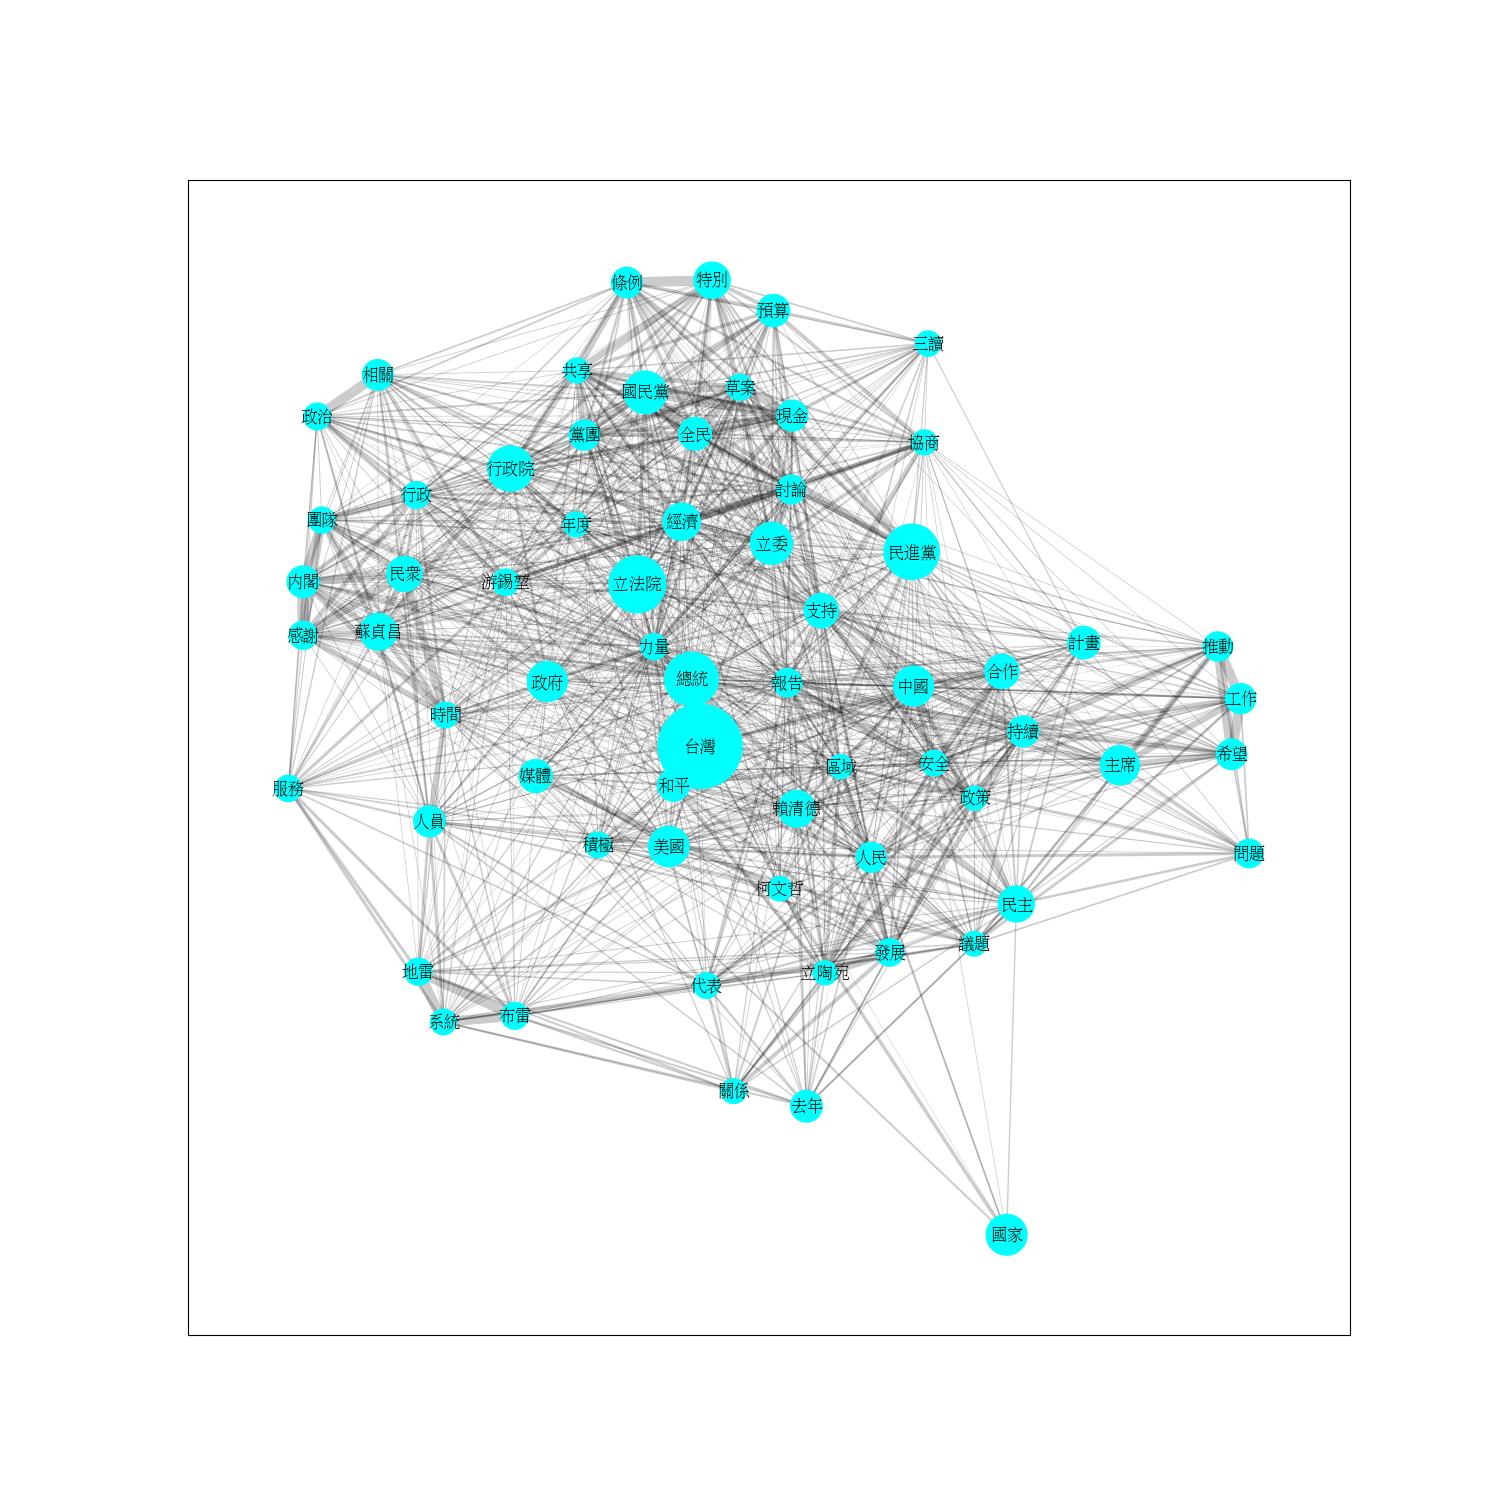 條例
特別
預算
三讀
共享
相關
國民黨
草案
政治
現金
黨團
全民
協商
行政院
討論
行政
團隊
經濟
年度
立委
民進黨
民眾
內閣
游錫堃
立法院
支持
蘇貞昌
感謝
計畫
力量
推動
合作
總統
政府
報告
中國
工作
時間
持續
台灣
希望
安全
主席
區域
媒體
和平
服務
政策
賴清德
人員
積極
美國
問題
人民
柯文哲
民主
議題
發展
地雷
立陶宛
代表
布雷
系統
關係
去年
國家